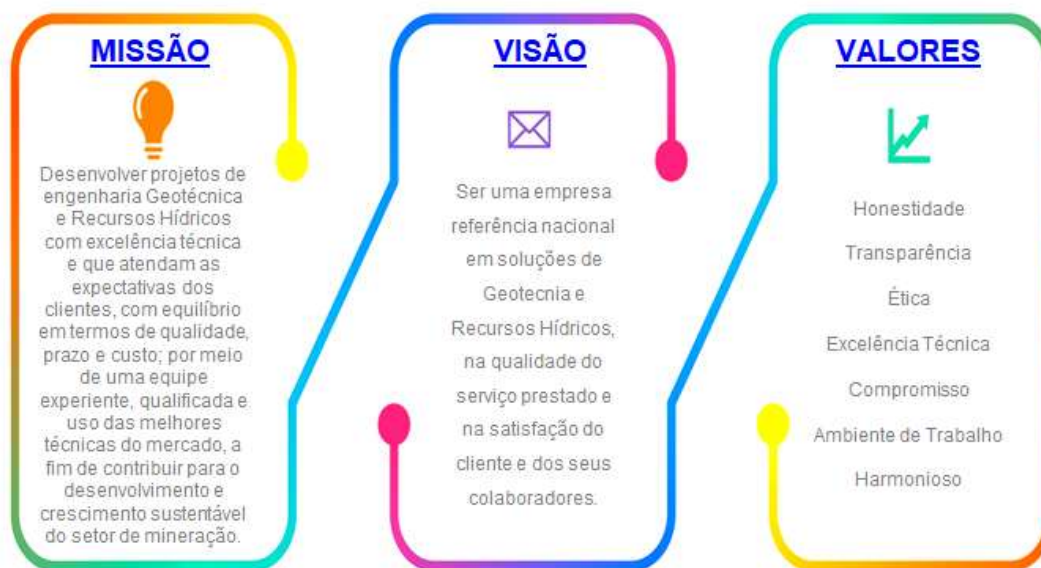 MISSÃO
Desenvolver projetos de
engenharia Geotécnica
e Recursos Hídricos
com excelência técnica
e que atendam as
expectativas dos
clientes, com equilíbrio
em termos de qualidade,
prazo e custo; por meio
de uma equipe
experiente, qualificada e
uso das melhores
técnicas do mercado, a
fim de contribuir para o
desenvolvimento e
crescimento sustentável
do setor de mineração.
VISÃO
Ser uma empresa
referência nacional
em soluções de
Geotecnia e
Recursos Hídricos,
na qualidade do
serviço prestado e
na satisfação do
cliente e dos seus
colaboradores.
VALORES
Honestidade
Transparência
Ética
Excelência Técnica
Compromisso
Ambiente de Trabalho
Harmonioso